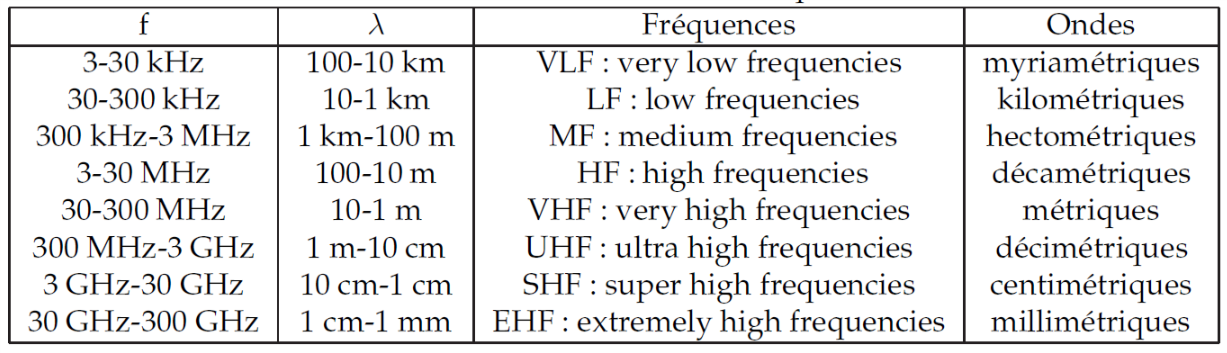 f λ Fréquences Ondes
3-30 kHz 100-10 km VLF : very low frequencies myriamétriques
30-300 kHz 10-1 km LF : low frequencies kilométriques
300 kHz-3 MHz 1 km-100 m MF : medium frequencies hectométriques
3-30 MHz 100-10 m HF : high frequencies décamétriques
30-300 MHz 10-1 m VHF : very high frequencies métriques
300 MHz-3 GHz 1 m-10 cm UHF : ultra high frequencies décimétriques
3 GHz-30 GHz 10 cm-1 cm SHF : super high frequencies centimétriques
30 GHz-300 GHz 1 cm-1 mm EHF : extremely high frequencies millimétriques